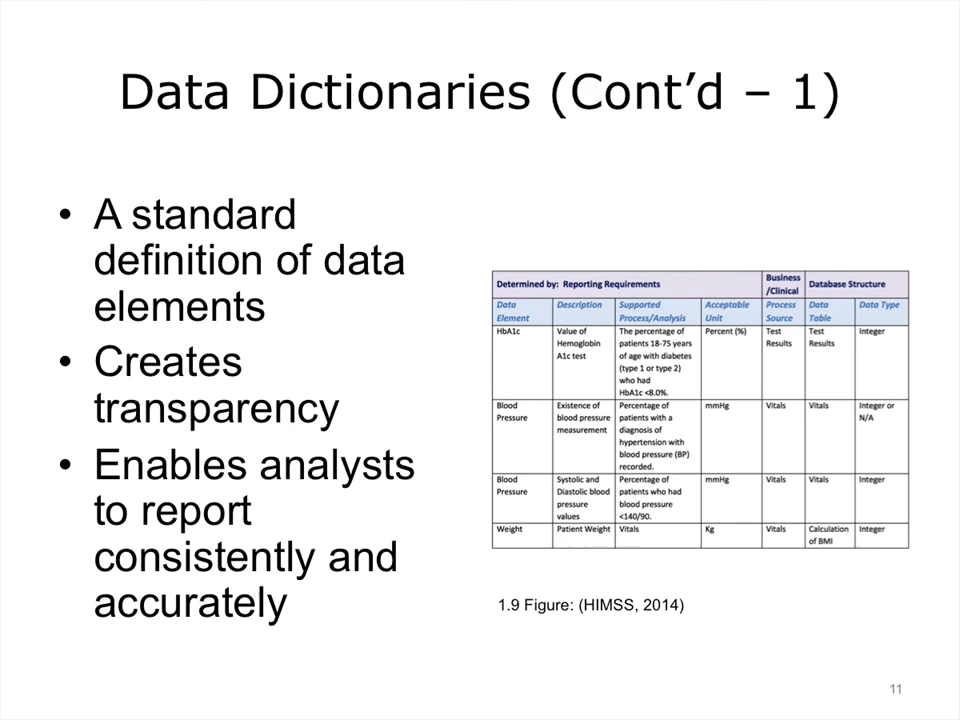 Data Dictionaries (Cont’d – 1)
• A standard
definition of data
elements
• Creates
transparency
• Enables analysts
to report
consistently and
accurately
Determined by: Reporting Requirements
Business
/Clinical
Database Structure
Data
Element
Description
Supported
Process/Analysis
Acceptable
Unit
Process
Source
Data
Table
Data Type
HbA1c
Value of
Hemoglobin
A1c test
The percentage of
patients 18-75 years
of age with diabetes
(type 1 or type 2)
who had
HbA1c <8.0%.
Percent (%)
Test
Results
Test
Results
Integer
Blood
Pressure
Existence of
blood pressure
measurement
Percentage of
patients with a
diagnosis of
hypertension with
blood pressure (BP)
recorded.
mmHg
Vitals
Vitals
Integer or
N/A
Blood
Pressure
Systolic and
Diastolic blood
pressure
values
Percentage of
patients who had
blood pressure
<140/90.
mmHg
Vitals
Vitals
Integer
Weight
Patient Weight
Vitals
Kg
Vitals
Calculation
of BMI
Integer
1.9 Figure: (HIMSS, 2014)
11